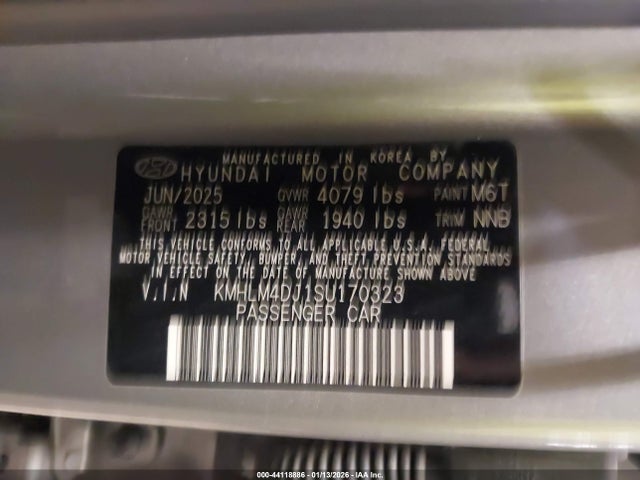 MANUFACTURED IN KOREA BY
HYUNDAI MOTOR COMPANY
JUN/2025 GVWR 4079 lbs PAINT M6T
GAWR FRONT 2315 lbs GAWR REAR 1940 lbs TRIM NNB
THIS VEHICLE CONFORMS TO ALL APPLICABLE U.S.A. FEDERAL
MOTOR VEHICLE SAFETY, BUMPER, AND THEFT PREVENTION STANDARDS
IN EFFECT ON THE DATE OF MANUFACTURE SHOWN ABOVE
V.I.N KMHLM4DJ1SU170323
PASSENGER CAR
000-44118886 - 01/13/2026 - IAA Inc.